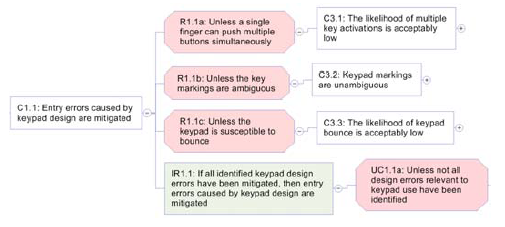 C1.1: Entry errors caused by
keypad design are mitigated
R1.1a: Unless a single
finger can push multiple
buttons simultaneously
C3.1: The likelihood of multiple
key activations is acceptably
low
R1.1b: Unless the key
markings are ambiguous
C3.2: Keypad markings
are unambiguous
R1.1c: Unless the
keypad is susceptible to
bounce
C3.3: The likelihood of keypad
bounce is acceptably low
IR1.1: If all identified keypad design
errors have been mitigated, then entry
errors caused by keypad design are
mitigated
UC1.1a: Unless not all
design errors relevant to
keypad use have been
identified